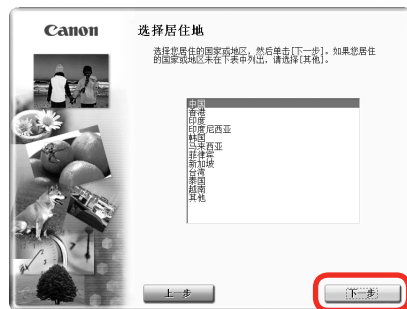 Canon
选择居住地
选择您居住的国家或地区，然后单击[下一步]。如果您居住
的国家或地区未在下表中列出，请选择[其他]。
中国
香港
印度
印度尼西亚
韩国
马来西亚
菲律宾
新加坡
台湾
泰国
越南
其他
上一步
下一步